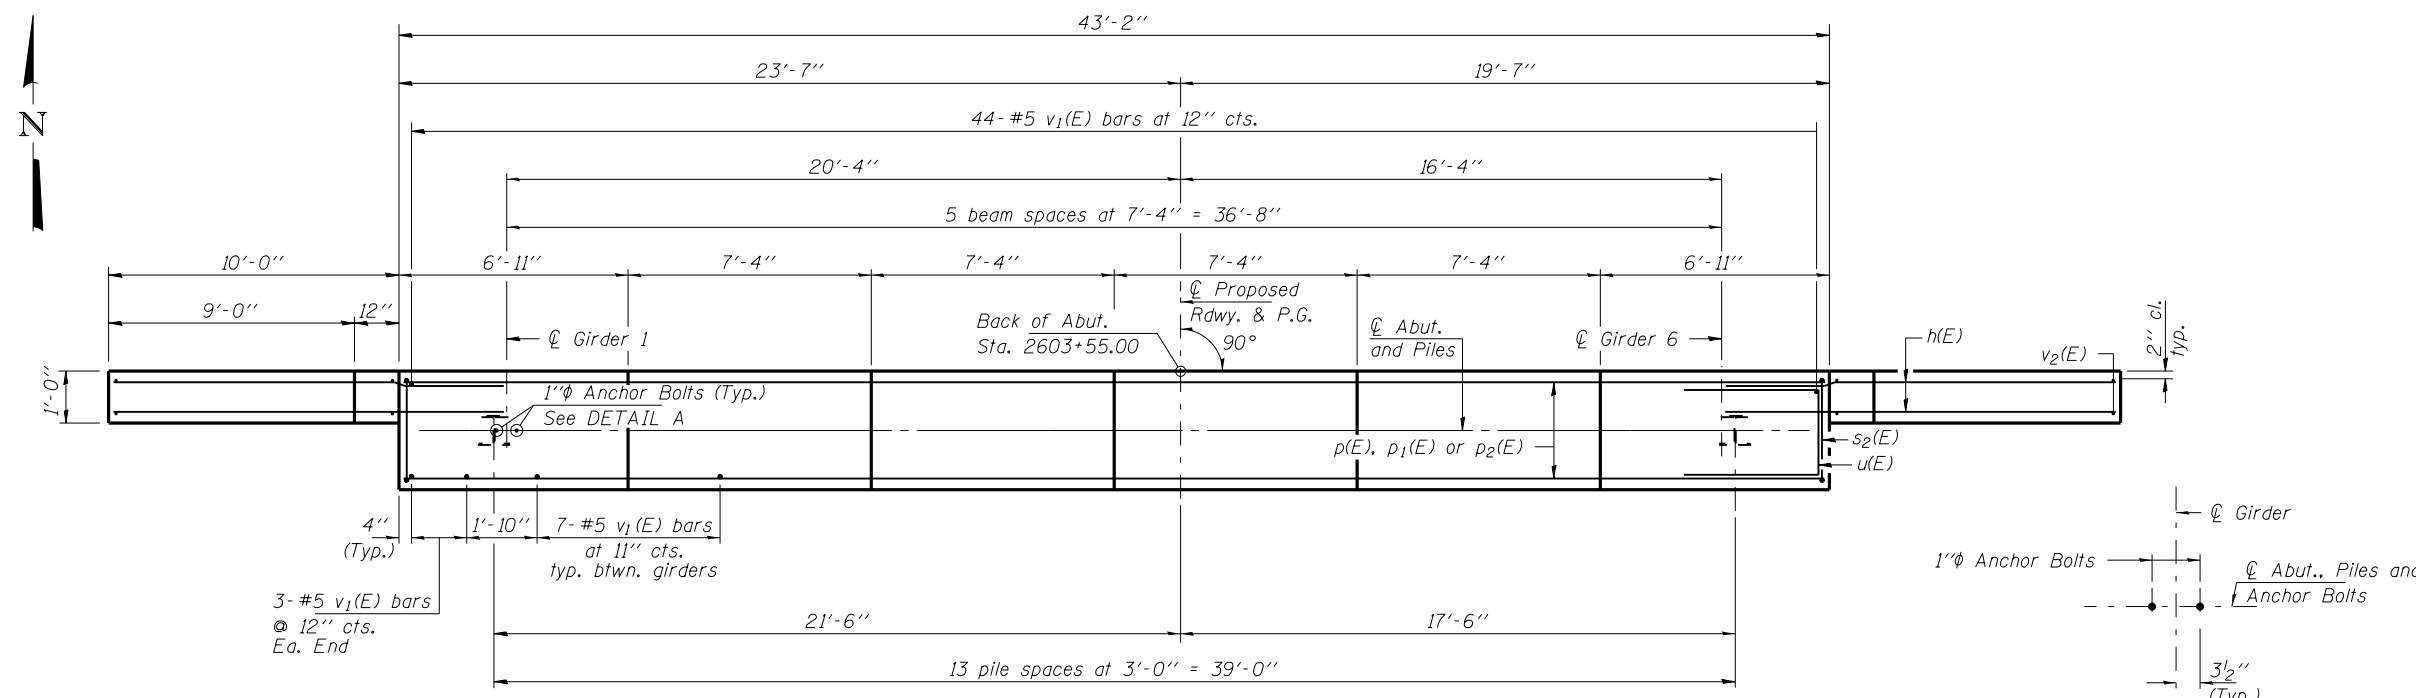 43'-2''
23'-7''
19'-7''
N
44-#5 v1(E) bars at 12'' cts.
20'-4''
16'-4''
5 beam spaces at 7'-4'' = 36'-8''
10'-0''
6'-11''
7'-4''
7'-4''
7'-4''
7'-4''
6'-11''
9'-0''
12''
℄ Proposed
Rdwy. & P.G.
Back of Abut.
Sta. 2603+55.00
90°
℄ Girder 1
℄ Abut.
and Piles
℄ Girder 6
h(E)
v2(E)
2'' cl.
typ.
1'-0''
1''ϕ Anchor Bolts (Typ.)
See DETAIL A
p(E), p1(E) or p2(E)
s2(E)
u(E)
4''
(Typ.)
1'-10''
7-#5 v1(E) bars
at 11'' cts.
typ. btwn. girders
3-#5 v1(E) bars
@ 12'' cts.
Ea. End
21'-6''
17'-6''
13 pile spaces at 3'-0'' = 39'-0''
℄ Girder
1''ϕ Anchor Bolts
℄ Abut., Piles and
Anchor Bolts
3½''
(Typ.)